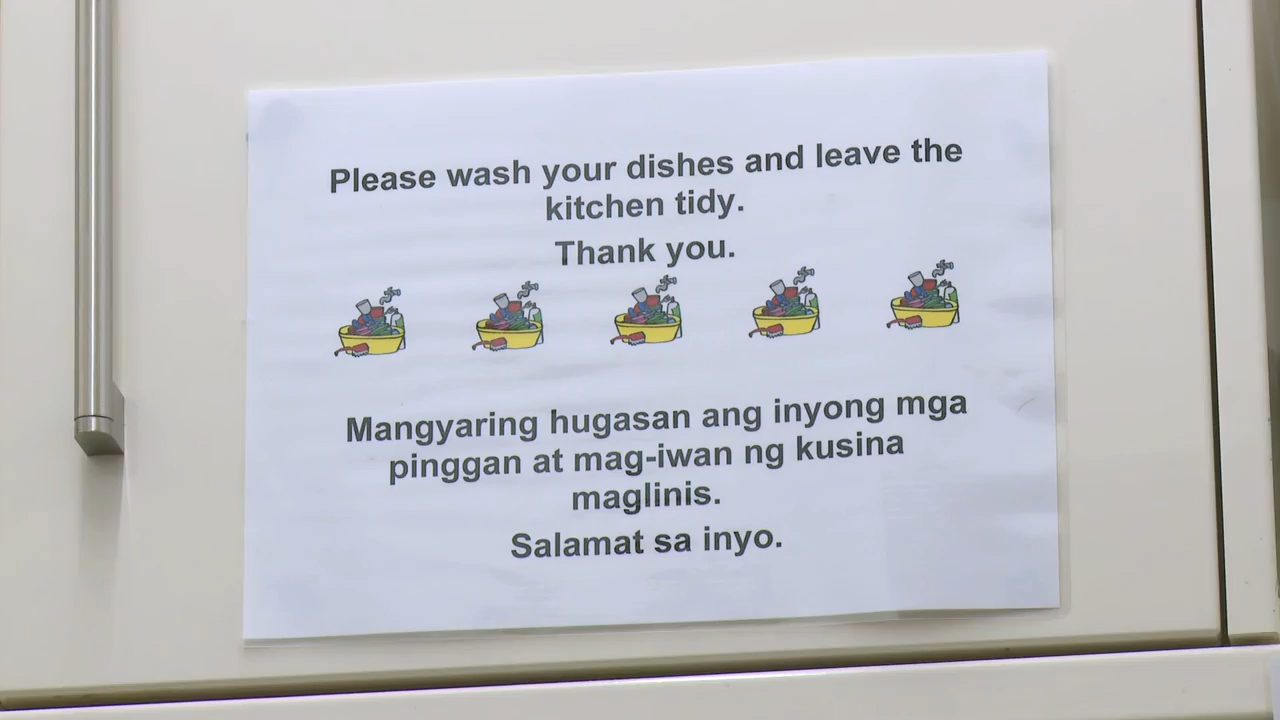 Please wash your dishes and leave the
kitchen tidy.
Thank you.
Mangyaring hugasan ang inyong mga
pinggan at mag-iwan ng kusina
maglinis.
Salamat sa inyo.